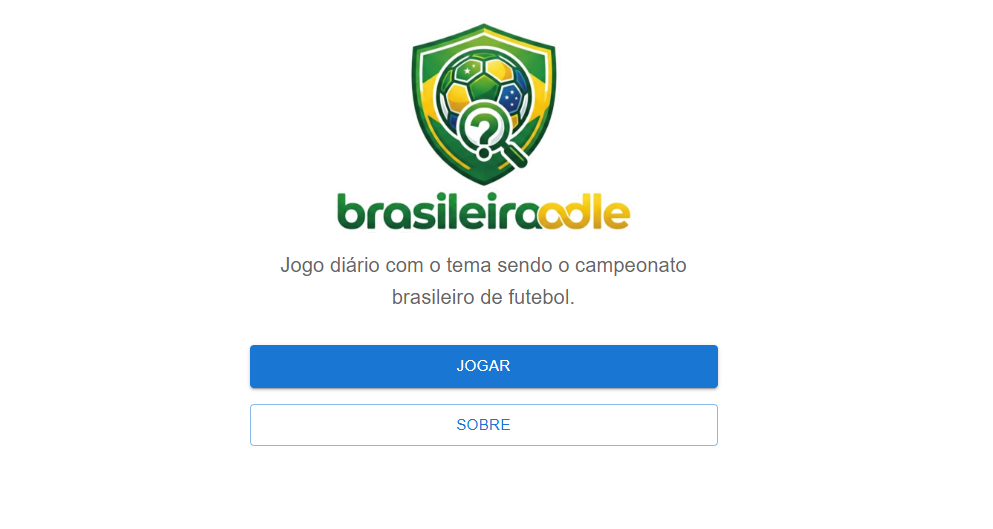 ?
brasileiraodle
Jogo diário com o tema sendo o campeonato
brasileiro de futebol.
JOGAR
SOBRE